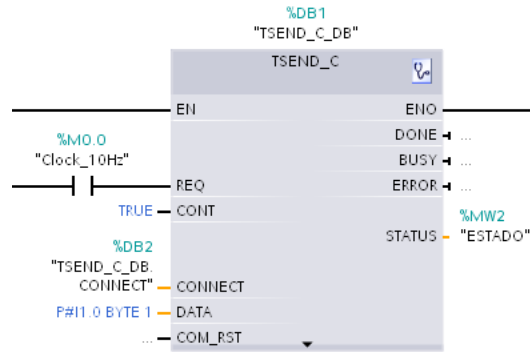 %DB1
"TSEND_C_DB"
TSEND_C
EN
ENO
DONE
...
%M0.0
"Clock_10Hz"
BUSY
...
REQ
ERROR
...
TRUE
CONT
%MW2
STATUS
"ESTADO"
%DB2
"TSEND_C_DB.
CONNECT"
CONNECT
P#I1.0 BYTE 1
DATA
...
COM_RST